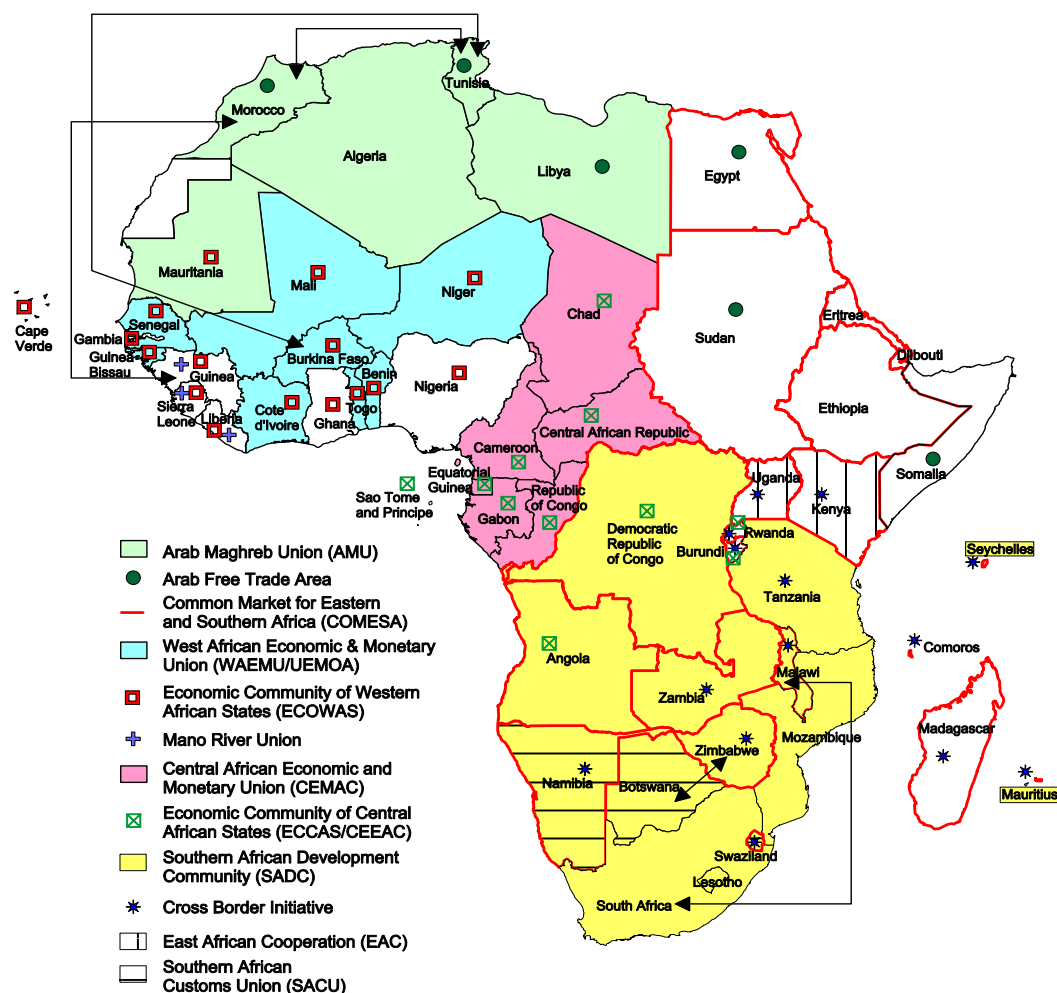 Tunisia
Morocco
Algeria
Libya
Egypt
Mauritania
Mali
Niger
Chad
Sudan
Eritrea
Djibouti
Cape
Verde
Senegal
Gambia
Guinea
Bissau
Guinea
Burkina Faso
Benin
Nigeria
Sierra
Leone
Liberia
Cote
d'Ivoire
Ghana
Togo
Ethiopia
Central African Republic
Cameroon
Equatorial
Guinea
Sao Tome
and Principe
Gabon
Republic
of Congo
Democratic
Republic
of Congo
Uganda
Kenya
Somalia
Rwanda
Burundi
Tanzania
Seychelles
Comoros
Angola
Zambia
Malawi
Mozambique
Madagascar
Mauritius
Zimbabwe
Namibia
Botswana
Swaziland
Lesotho
South Africa
Arab Maghreb Union (AMU)
Arab Free Trade Area
Common Market for Eastern
and Southern Africa (COMESA)
West African Economic & Monetary
Union (WAEMU/UEMOA)
Economic Community of Western
African States (ECOWAS)
Mano River Union
Central African Economic and
Monetary Union (CEMAC)
Economic Community of Central
African States (ECCAS/CEEAC)
Southern African Development
Community (SADC)
Cross Border Initiative
East African Cooperation (EAC)
Southern African
Customs Union (SACU)